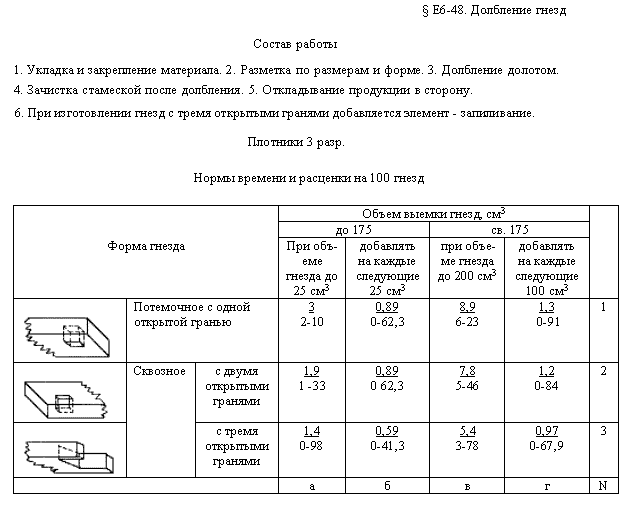 § Е6-48. Долбление гнезд
Состав работы
1. Укладка и закрепление материала. 2. Разметка по размерам и форме. 3. Долбление долотом.
4. Зачистка стамеской после долбления. 5. Откладывание продукции в сторону.
6. При изготовлении гнезд с тремя открытыми гранями добавляется элемент - запиливание.
Плотники 3 разр.
Нормы времени и расценки на 100 гнезд
Форма гнезда
Объем выемки гнезд, см3
до 175
св. 175
При объ-
еме
гнезда до
25 см3
добавлять
на каждые
следующие
25 см3
при объе-
ме гнезда
до 200 см3
добавлять
на каждые
следующие
100 см3
Потемочное с одной
открытой гранью
3
2-10
0,89
0-62,3
8,9
6-23
1,3
0-91
1
Сквозное
с двумя
открытыми
гранями
1,9
1 -33
0,89
0 62,3
7,8
5-46
1,2
0-84
2
с тремя
открытыми
гранями
1,4
0-98
0,59
0-41,3
5,4
3-78
0,97
0-67,9
3
а
б
в
г
N